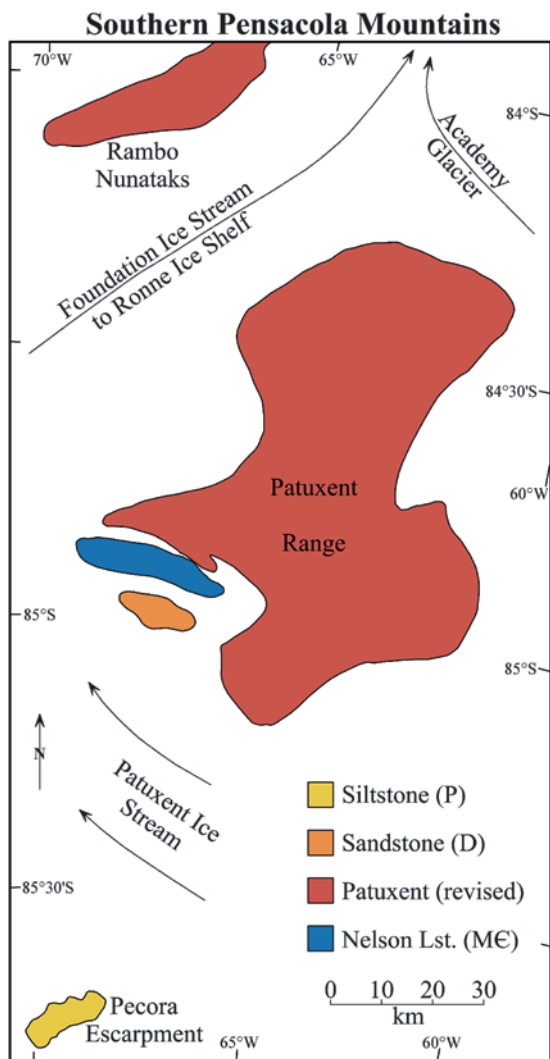 Southern Pensacola Mountains
70°W
65°W
84°S
Rambo
Nunataks
Academy
Glacier
Foundation Ice Stream
to Ronne Ice Shelf
84°30'S
60°W
Patuxent
Range
85°S
85°S
N
Patuxent Ice
Stream
Siltstone (P)
Sandstone (D)
Patuxent (revised)
Nelson Lst. (MЄ)
85°30'S
0 10 20 30
km
Pecora
Escarpment
65°W
60°W